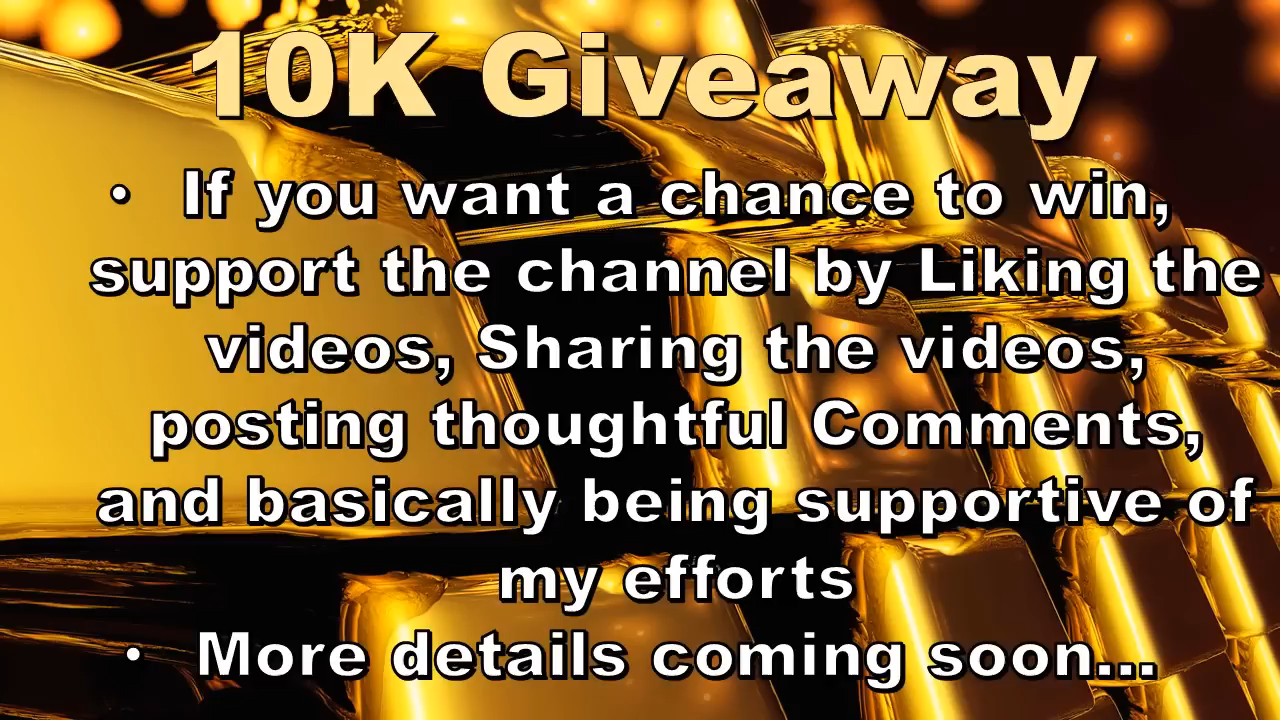 10K Giveaway
• If you want a chance to win,
support the channel by Liking the
videos, Sharing the videos,
posting thoughtful Comments,
and basically being supportive of
my efforts
• More details coming soon...